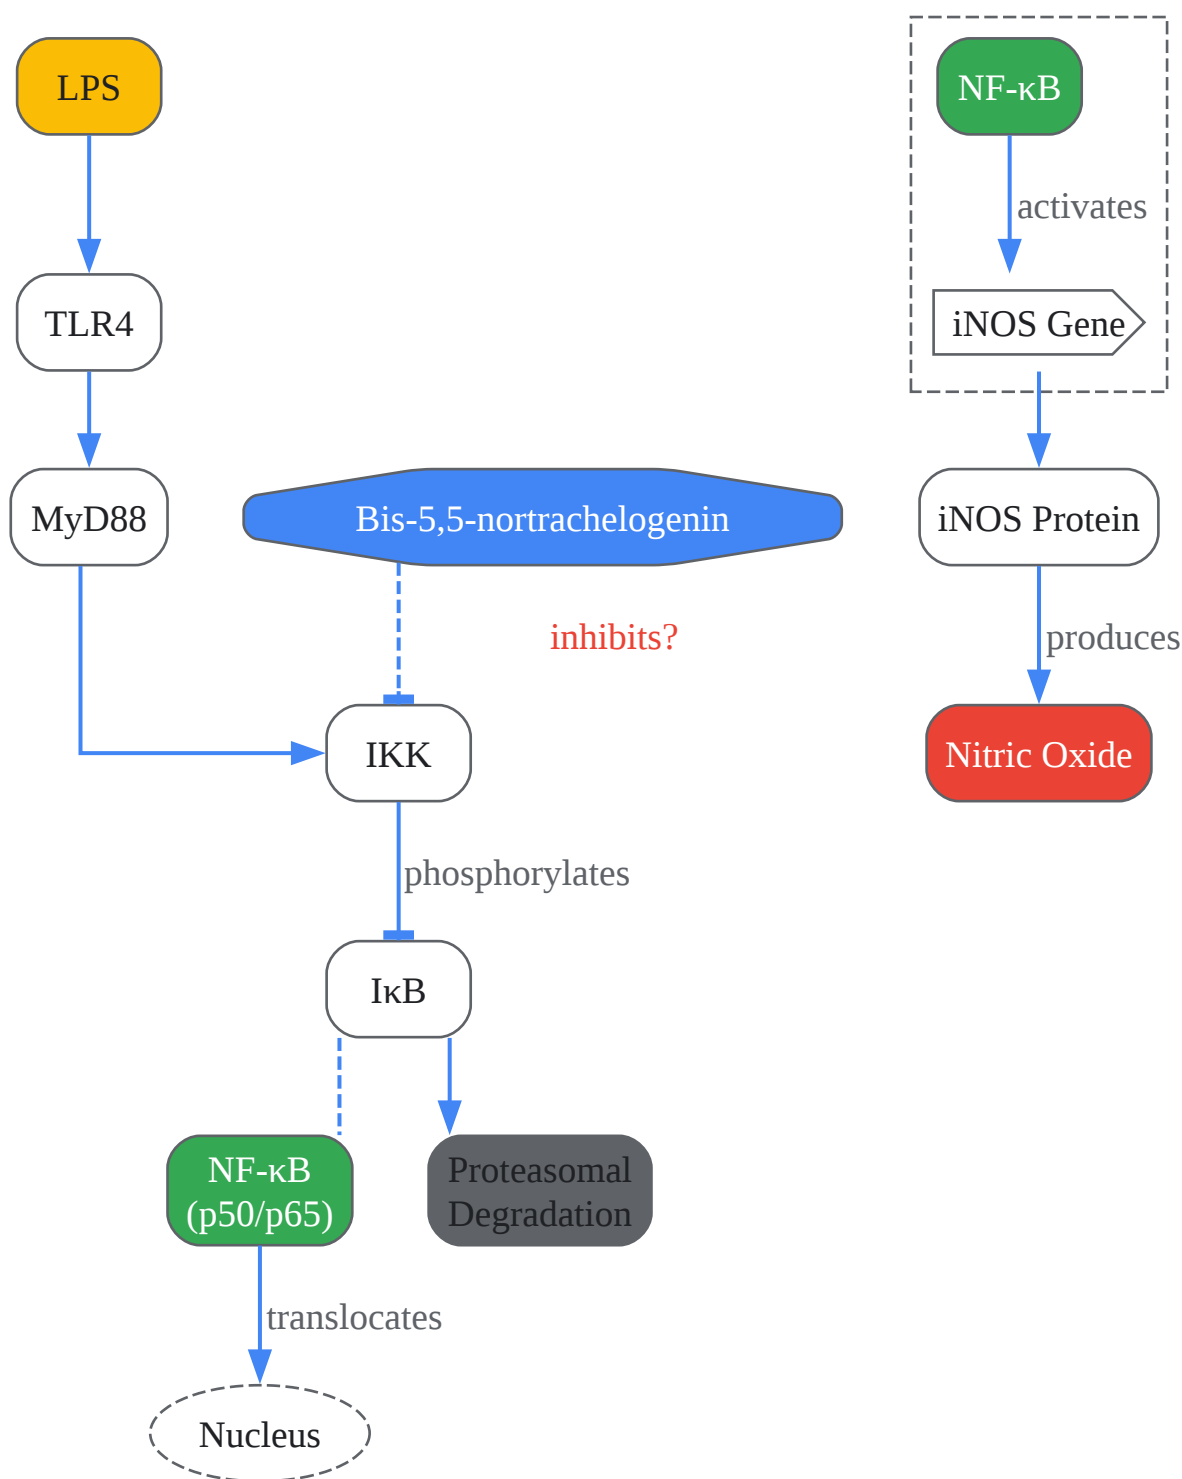 LPS
NF-κB
activates
TLR4
iNOS Gene
MyD88
Bis-5,5-nortrachelogenin
iNOS Protein
inhibits?
produces
IKK
Nitric Oxide
phosphorylates
IκB
NF-κB
(p50/p65)
Proteasomal
Degradation
translocates
Nucleus